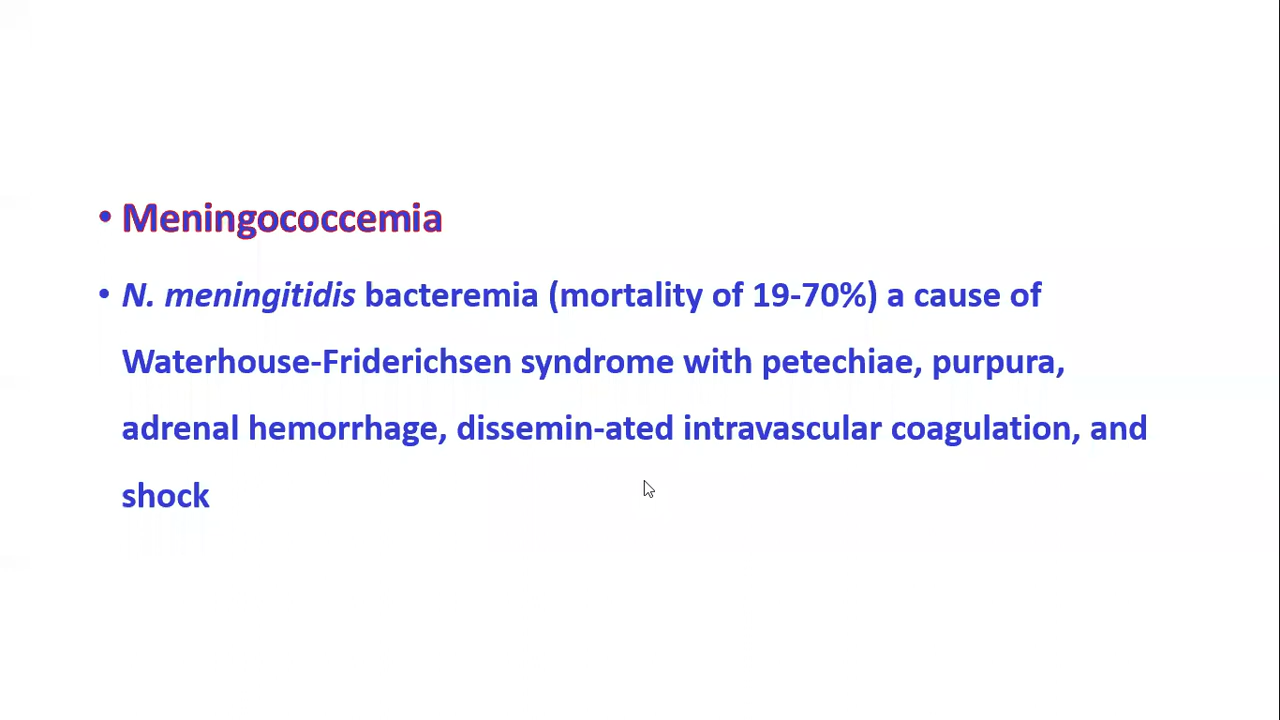 • Meningococcemia
• N. meningitidis bacteremia (mortality of 19-70%) a cause of
Waterhouse-Friderichsen syndrome with petechiae, purpura,
adrenal hemorrhage, dissemin-ated intravascular coagulation, and
shock